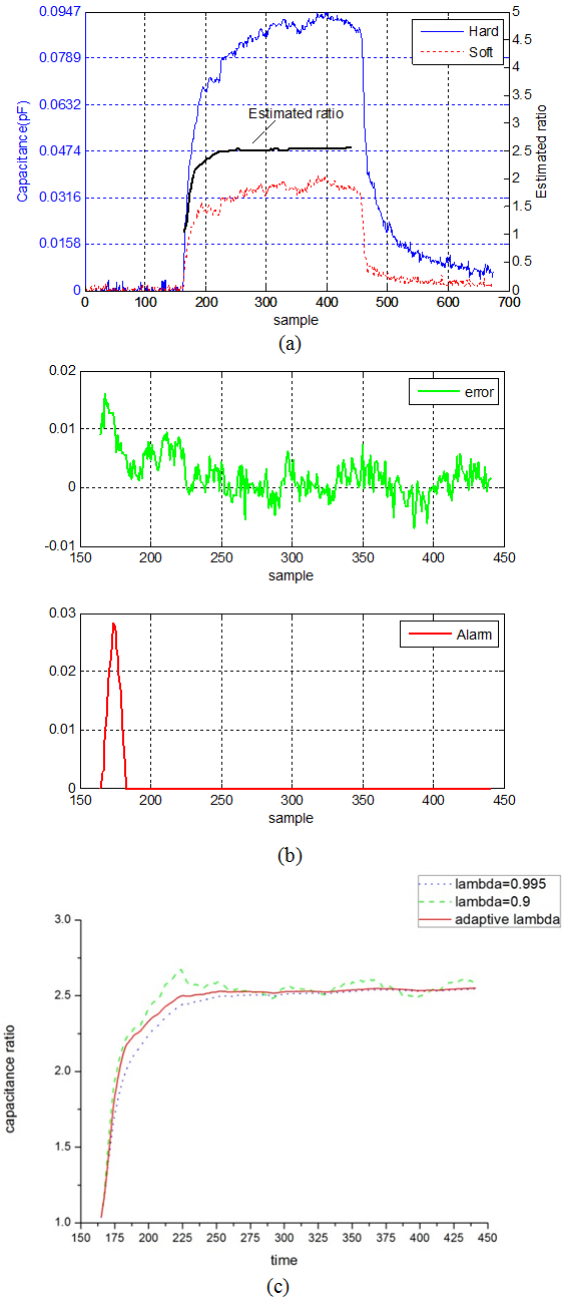 0.0947
0.0789
0.0632
0.0474
0.0316
0.0158
0
Capacitance(pF)
Hard
Soft
Estimated ratio
5
4.5
4
3.5
3
2.5
2
1.5
1
0.5
0
Estimated ratio
0 100 200 300 400 500 600 700
sample
(a)
0.02
0.01
0
-0.01
error
150 200 250 300 350 400 450
sample
0.03
0.02
0.01
0
Alarm
150 200 250 300 350 400 450
sample
(b)
lambda=0.995
lambda=0.9
adaptive lambda
3.0
2.5
2.0
1.5
1.0
capacitance ratio
150 175 200 225 250 275 300 325 350 375 400 425 450
time
(c)